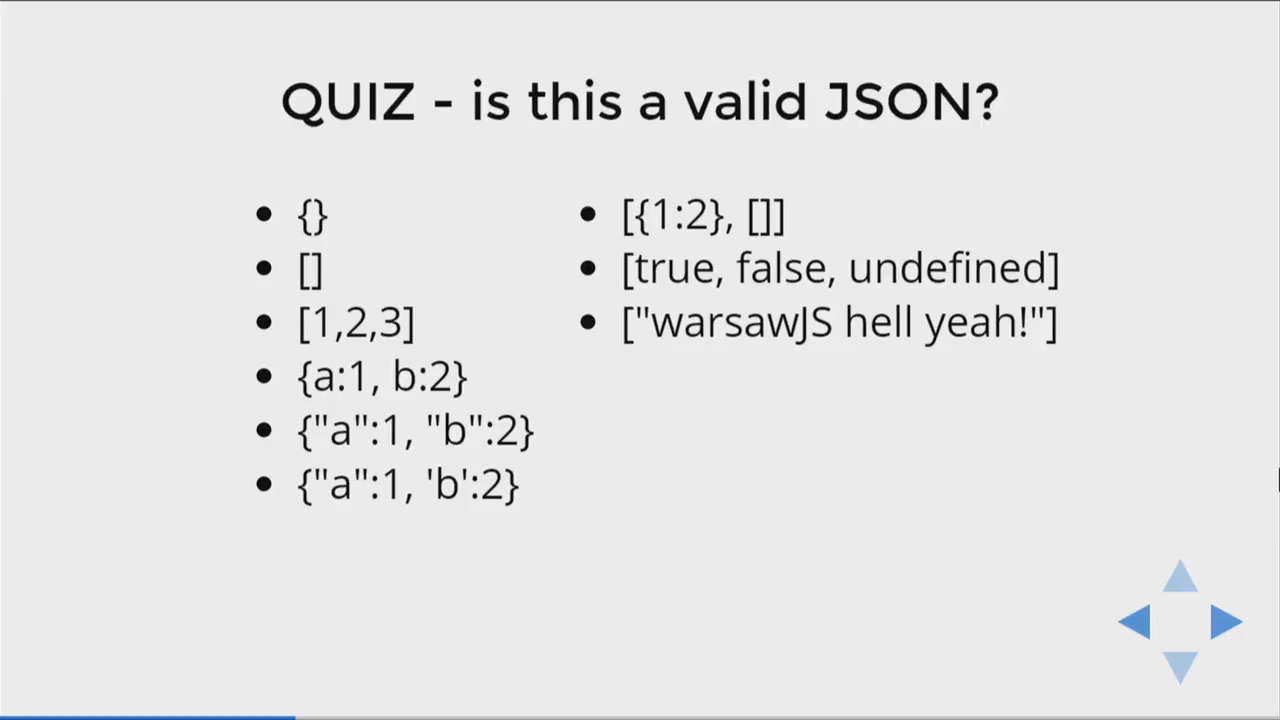 QUIZ - is this a valid JSON?
{}
[]
[1,2,3]
{a:1, b:2}
{"a":1, "b":2}
{"a":1, 'b':2}
[{1:2}, []]
[true, false, undefined]
["warsawJS hell yeah!"]